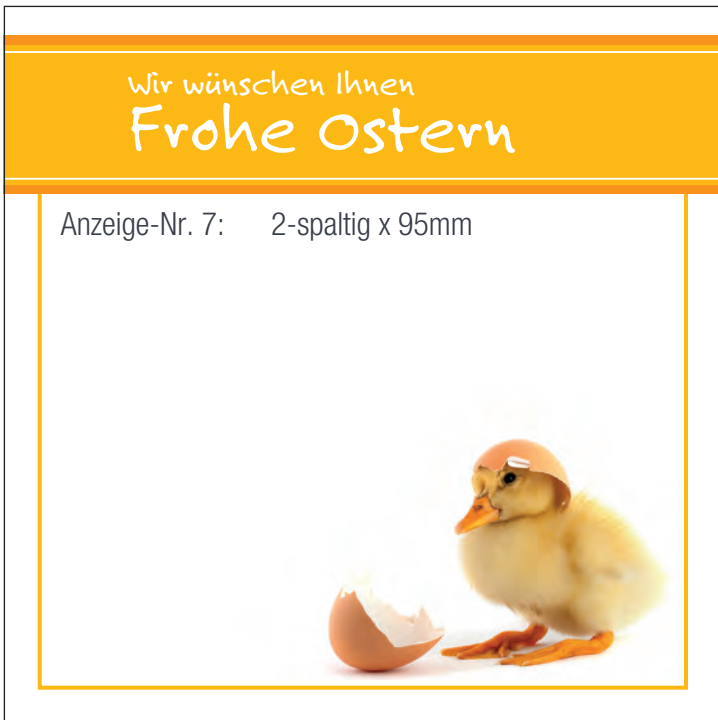 Wir wünschen Ihnen
Frohe Ostern
Anzeige-Nr. 7: 2-spaltig x 95mm